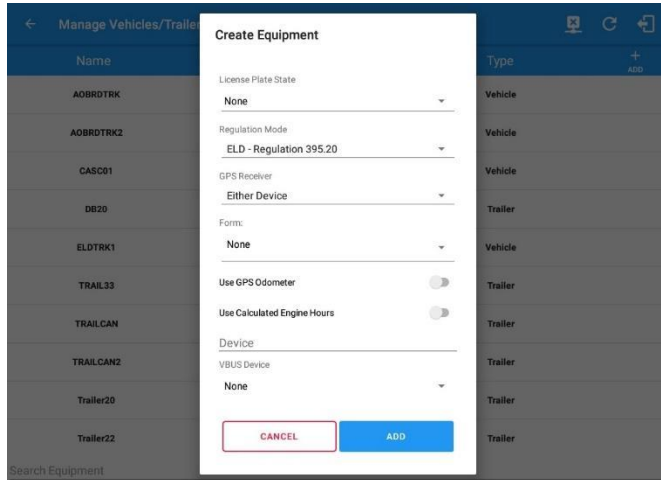 Manage Vehicles/Trailer
Name
Type
ADD
AOBRDTRK
Vehicle
AOBRDTRK2
Vehicle
CASC01
Vehicle
DB20
Trailer
ELDTRK1
Vehicle
TRAIL33
Trailer
TRAILCAN
Trailer
TRAILCAN2
Trailer
Trailer20
Trailer
Trailer22
Trailer
Search Equipment
Create Equipment
License Plate State
None
Regulation Mode
ELD - Regulation 395.20
GPS Receiver
Either Device
Form:
None
Use GPS Odometer
Use Calculated Engine Hours
Device
VBUS Device
None
CANCEL
ADD